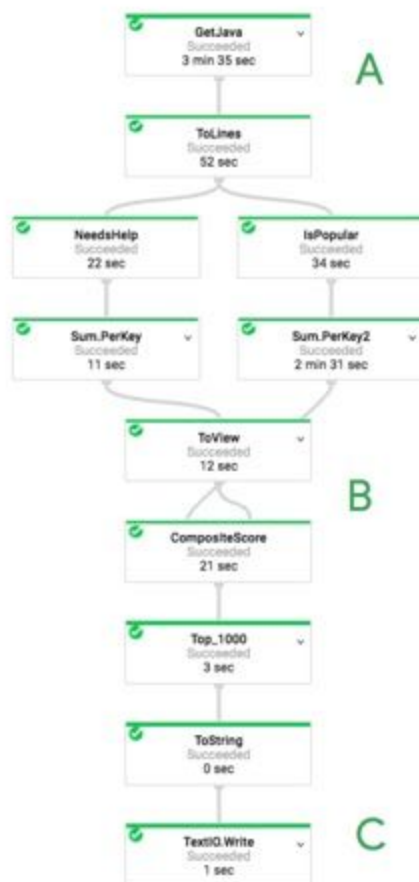 GetJava
Succeeded
3 min 35 sec
A
ToLines
Succeeded
52 sec
NeedsHelp
Succeeded
22 sec
IsPopular
Succeeded
34 sec
Sum.PerKey
Succeeded
11 sec
Sum.PerKey2
Succeeded
2 min 31 sec
ToView
Succeeded
12 sec
B
CompositeScore
Succeeded
21 sec
Top_1000
Succeeded
3 sec
ToString
Succeeded
0 sec
TextIO.Write
Succeeded
1 sec
C